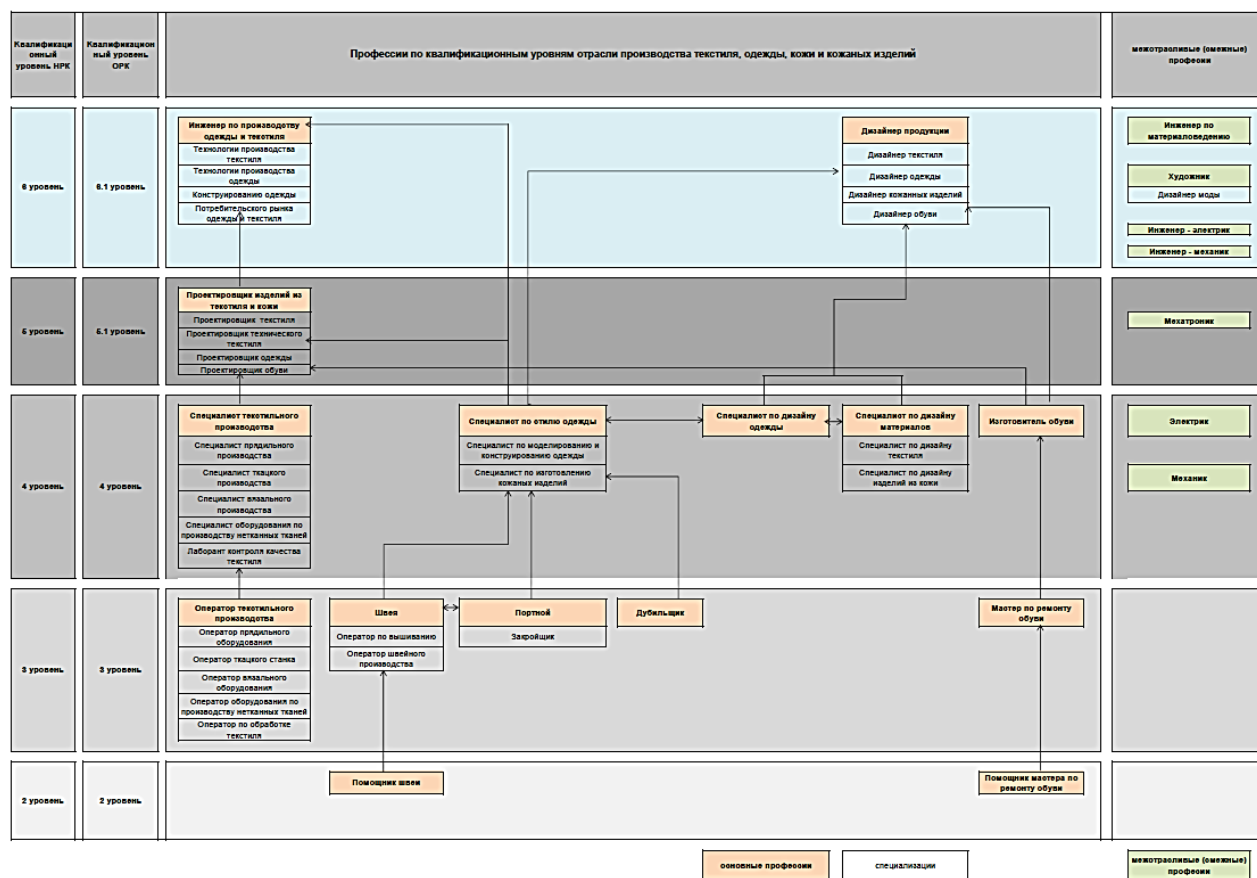 Квалификаци
онный
уровень НРК
Квалификацион
ный уровень
ОРК
Профессии по квалификационным уровням отрасли производства текстиля, одежды, кожи и кожаных изделий
межотраслевые (смежные)
професии
6 уровень
6.1 уровень
Инженер по производству
одежды и текстиля
Технологии производства
текстиля
Технологии производства
одежды
Конструированию одежды
Потребительского рынка
одежды и текстиля
Дизайнер продукции
Дизайнер текстиля
Дизайнер одежды
Дизайнер кожанных изделий
Дизайнер обуви
Инженер по
материаловедению
Художник
Дизайнер моды
Инженер - электрик
Инженер - механик
5 уровень
5.1 уровень
Проектировщик изделий из
текстиля и кожи
Проектировщик текстиля
Проектировщик технического
текстиля
Проектировщик одежды
Проектировщик обуви
Мехатроник
4 уровень
4 уровень
Специалист текстильного
производства
Специалист прядильного
производства
Специалист ткацкого
производства
Специалист вязального
производства
Специалист оборудования по
производству нетканных тканей
Лаборант контроля качества
текстиля
Специалист по стилю одежды
Специалист по моделированию и
конструированию одежды
Специалист по изготовлению
кожаных изделий
Специалист по дизайну
одежды
Специалист по дизайну
материалов
Специалист по дизайну
текстиля
Специалист по дизайну
изделий из кожи
Изготовитель обуви
Электрик
Механик
3 уровень
3 уровень
Оператор текстильного
производства
Оператор прядильного
оборудования
Оператор ткацкого станка
Оператор вязального
оборудования
Оператор оборудования по
производству нетканных тканей
Оператор по обработке
текстиля
Швея
Оператор по вышиванию
Оператор швейного
производства
Портной
Закройщик
Дубильщик
Мастер по ремонту
обуви
2 уровень
2 уровень
Помощник швеи
Помощник мастера по
ремонту обуви
основные профессии
специализации
межотраслевые (смежные)
професии